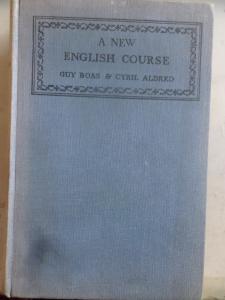 A NEW
ENGLISH COURSE
GUY BOAS & CYRIL ALDRED